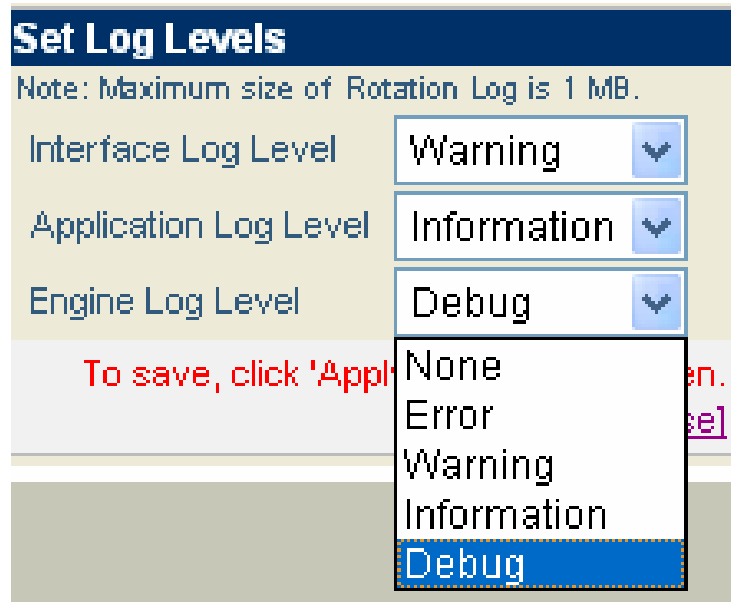 Set Log Levels
Note: Maximum size of Rotation Log is 1 MB.
Interface Log Level Warning
Application Log Level Information
Engine Log Level Debug
To save, click 'Appl
None
Error
Warning
Information
Debug